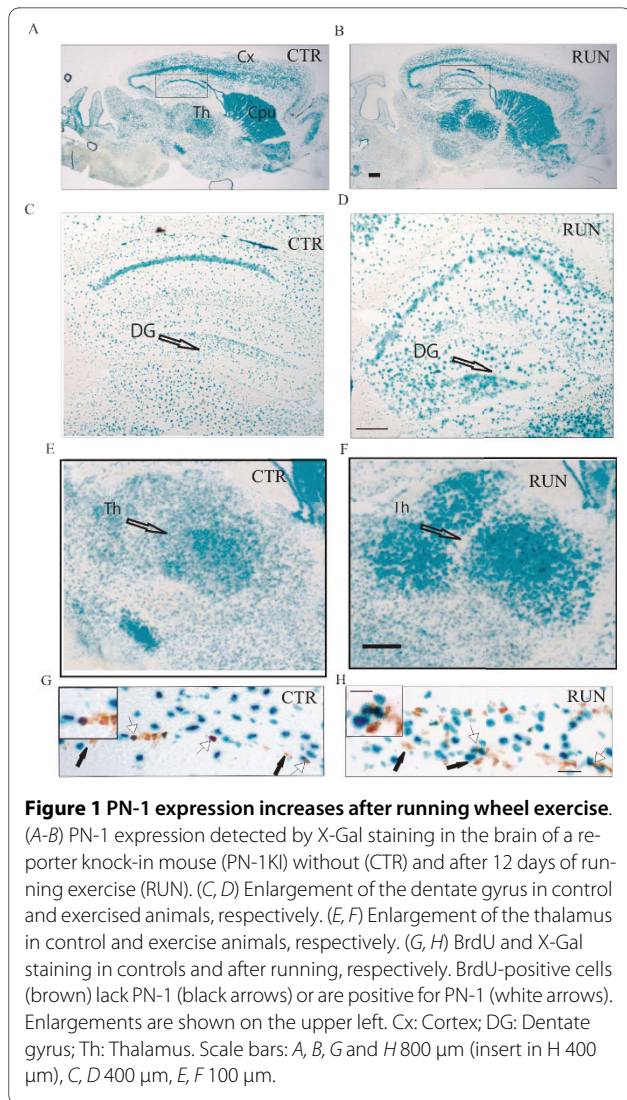 A
Cx
CTR
Th
Cpu
B
RUN
C
CTR
DG
D
RUN
DG
E
CTR
Th
F
RUN
Th
G
CTR
H
RUN
Figure 1 PN-1 expression increases after running wheel exercise.
(A-B) PN-1 expression detected by X-Gal staining in the brain of a re-
porter knock-in mouse (PN-1KI) without (CTR) and after 12 days of run-
ning exercise (RUN). (C, D) Enlargement of the dentate gyrus in control
and exercised animals, respectively. (E, F) Enlargement of the thalamus
in control and exercise animals, respectively. (G, H) BrdU and X-Gal
staining in controls and after running, respectively. BrdU-positive cells
(brown) lack PN-1 (black arrows) or are positive for PN-1 (white arrows).
Enlargements are shown on the upper left. Cx: Cortex; DG: Dentate
gyrus; Th: Thalamus. Scale bars: A, B, G and H 800 μm (insert in H 400
μm), C, D 400 μm, E, F 100 μm.